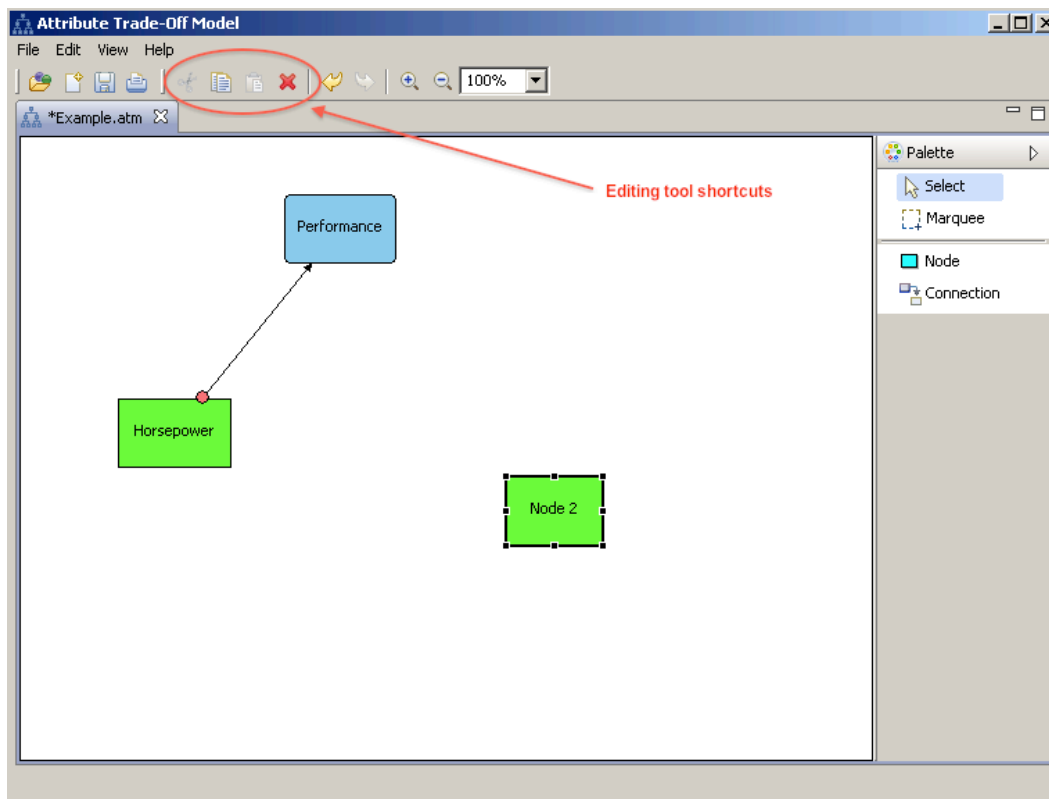 Attribute Trade-Off Model
File Edit View Help
100%
*Example.atm
Palette
Select
Editing tool shortcuts
Marquee
Performance
Node
Connection
Horsepower
Node 2